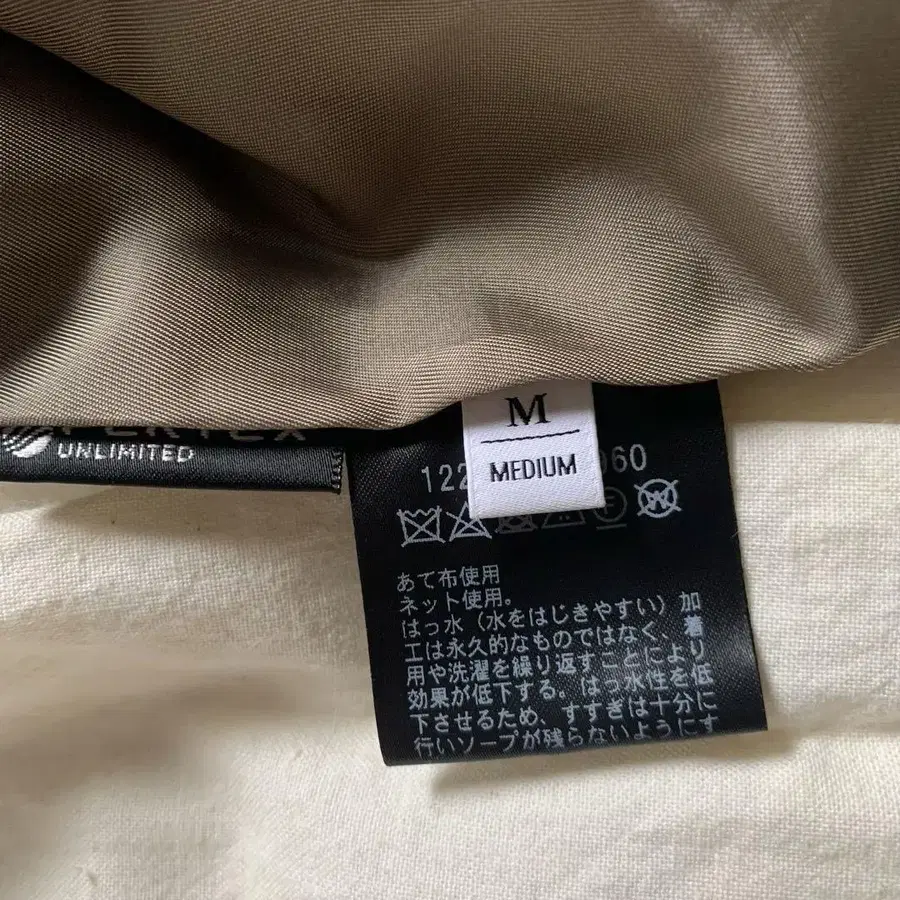 UNLIMITED
M
MEDIUM
122
960
あて布使用
ネット使用。
はっ水（水をはじきやすい）加
工は永久的なものではなく、着
用や洗濯を繰り返すことにより
効果が低下する。はっ水性を低
下させるため、すすぎは十分に
行いソープが残らないようにす